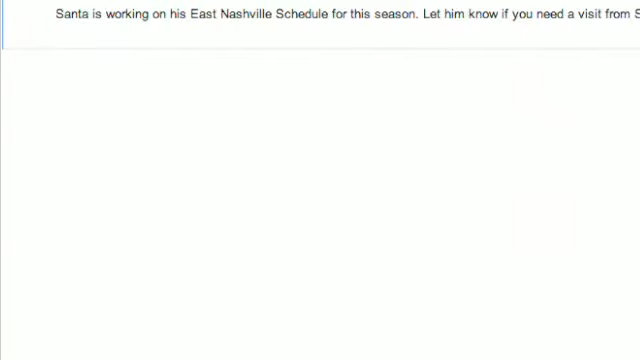 Santa is working on his East Nashville Schedule for this season. Let him know if you need a visit from S